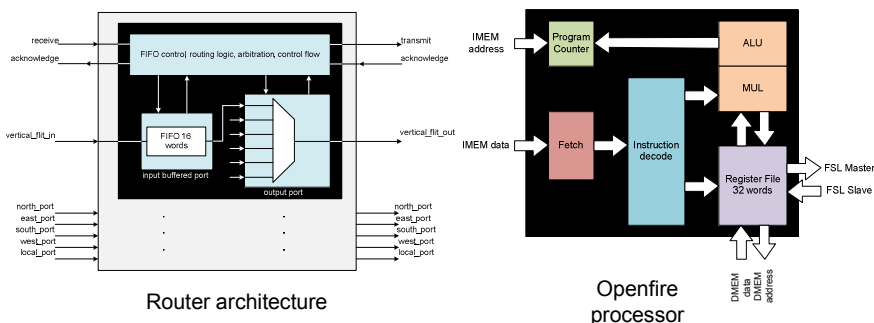 receive
acknowledge
FIFO control, routing logic, arbitration, control flow
transmit
acknowledge
vertical_flit_in
FIFO 16
words
input buffered port
output port
vertical_flit_out
north_port
east_port
south_port
west_port
local_port
north_port
east_port
south_port
west_port
local_port
Router architecture
IMEM
address
Program
Counter
ALU
MUL
IMEM data
Fetch
Instruction
decode
Register File
32 words
FSL Master
FSL Slave
DMEM
data
DMEM
address
Openfire
processor